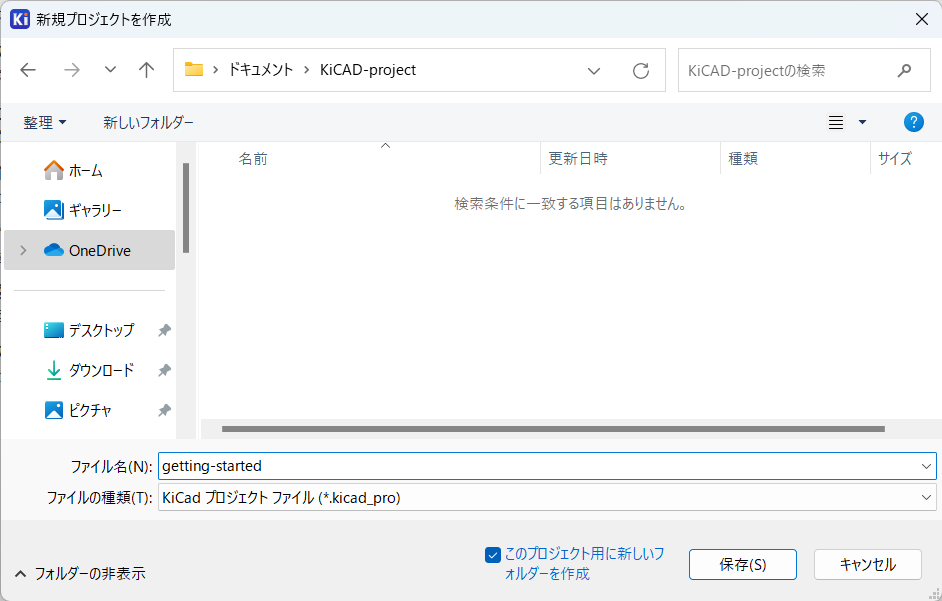 Ki 新規プロジェクトを作成
ドキュメント KiCAD-project
KiCAD-projectの検索
整理 新しいフォルダー
?
名前 更新日時 種類 サイズ
検索条件に一致する項目はありません。
ホーム
ギャラリー
OneDrive
デスクトップ
ダウンロード
ピクチャ
ファイル名(N): getting-started
ファイルの種類(T): KiCad プロジェクト ファイル (*.kicad_pro)
フォルダーの非表示
このプロジェクト用に新しいフ
ォルダーを作成
保存(S) キャンセル